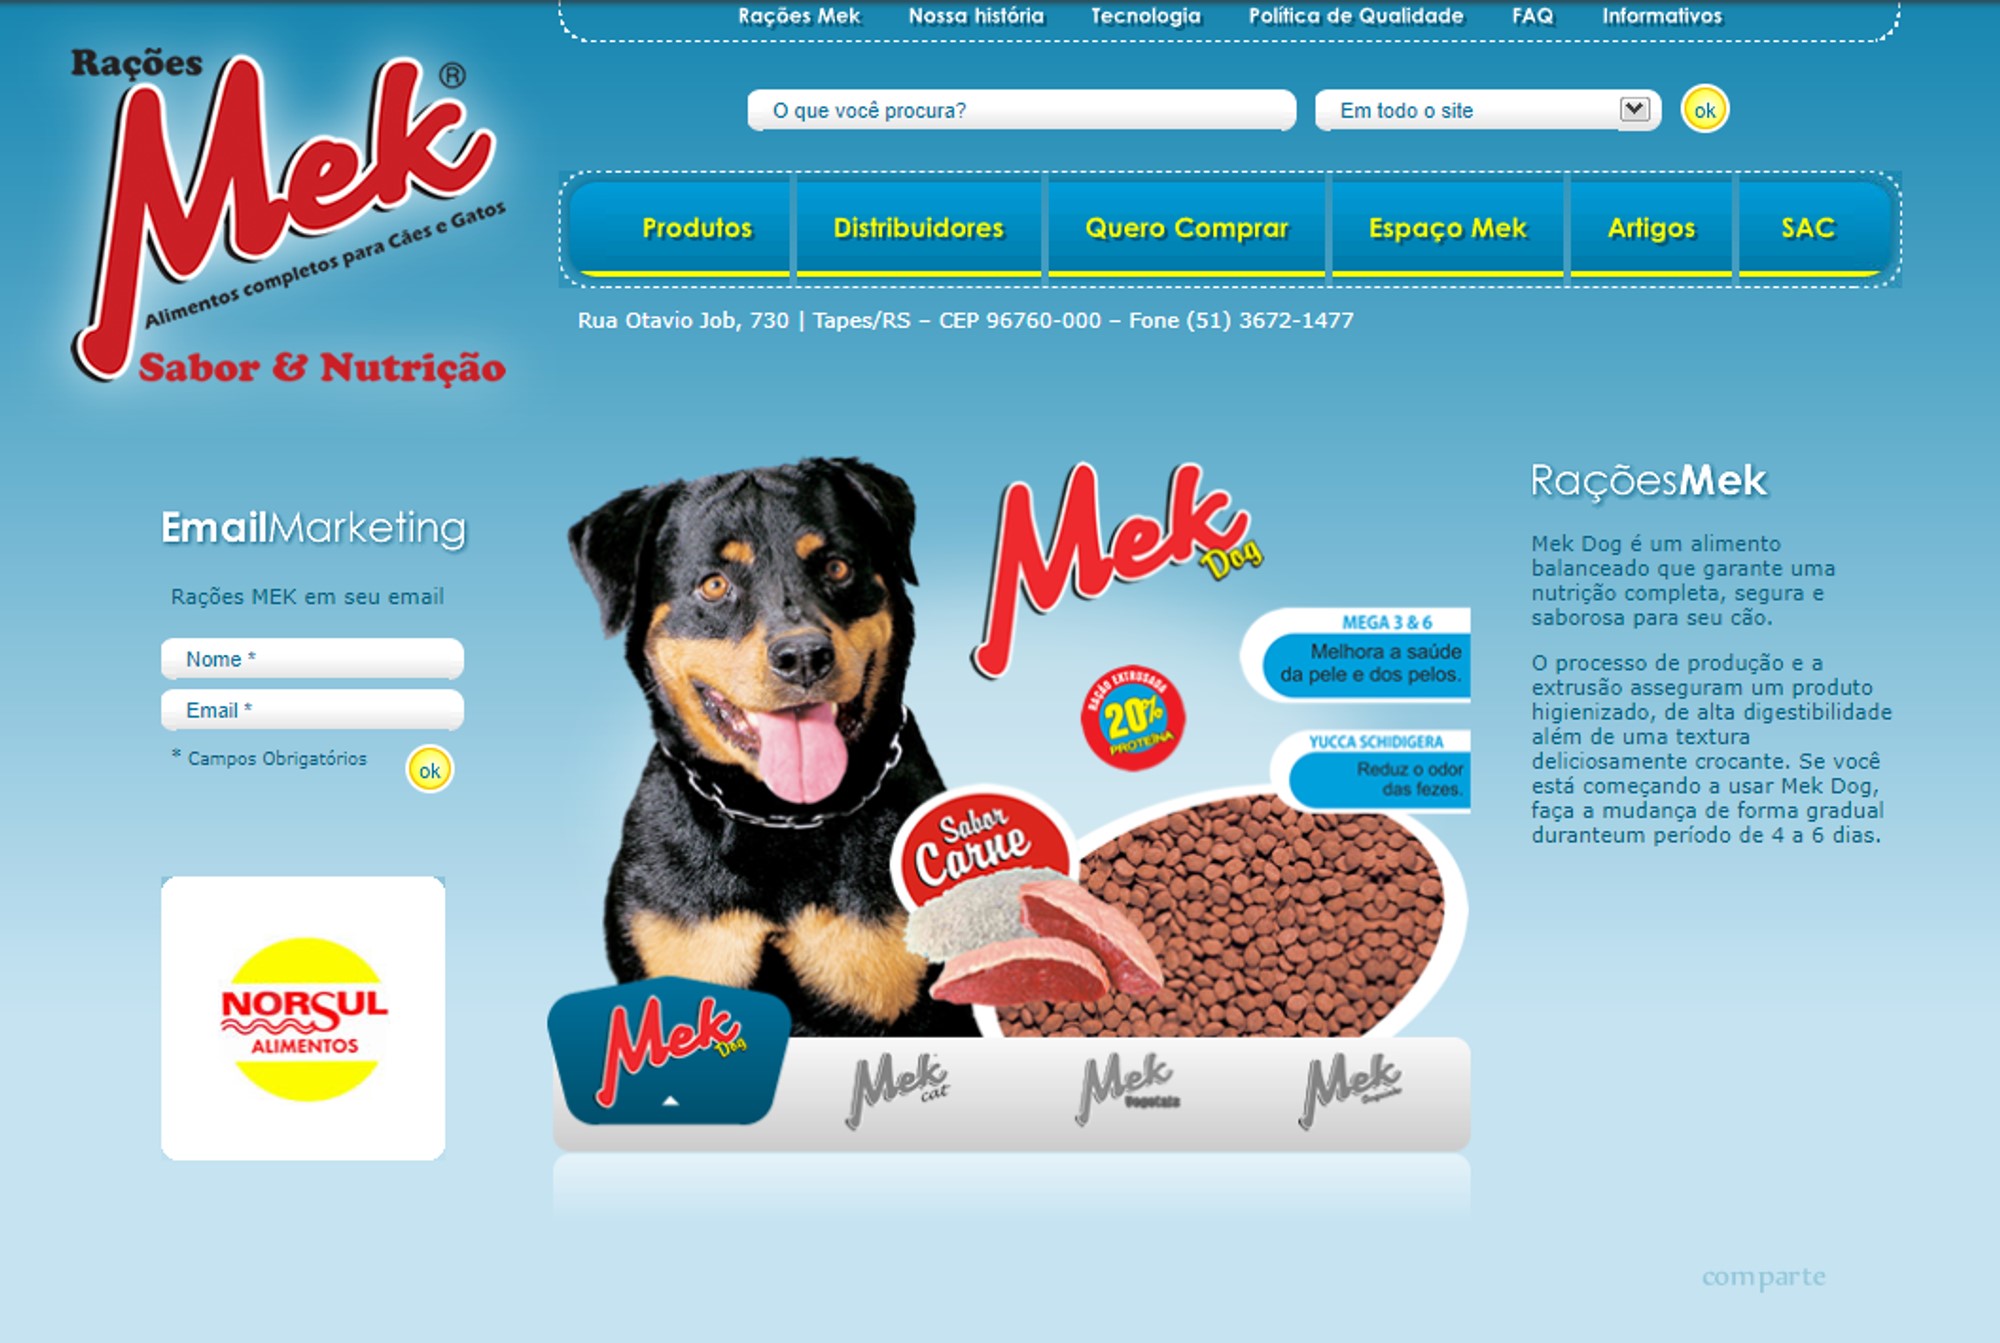 Rações Mek Nossa história Tecnologia Política de Qualidade FAQ Informativos
Rações
Mek®
Alimentos completos para Cães e Gatos
Sabor & Nutrição
O que você procura? Em todo o site ok
Produtos Distribuidores Quero Comprar Espaço Mek Artigos SAC
Rua Otavio Job, 730 | Tapes/RS – CEP 96760-000 – Fone (51) 3672-1477
EmailMarketing
Rações MEK em seu email
Nome *
Email *
* Campos Obrigatórios ok
NORSUL
ALIMENTOS
Mek
Dog
MEGA 3 & 6
Melhora a saúde
da pele e dos pelos.
RAÇÃO EXTRUSADA
20%
PROTEÍNA
YUCCA SCHIDIGERA
Reduz o odor
das fezes.
Sabor
Carne
Mek Dog
Mek cat
Mek Vegetais
Mek
RaçõesMek
Mek Dog é um alimento
balanceado que garante uma
nutrição completa, segura e
saborosa para seu cão.
O processo de produção e a
extrusão asseguram um produto
higienizado, de alta digestibilidade
além de uma textura
deliciosamente crocante. Se você
está começando a usar Mek Dog,
faça a mudança de forma gradual
duranteum período de 4 a 6 dias.
comparte